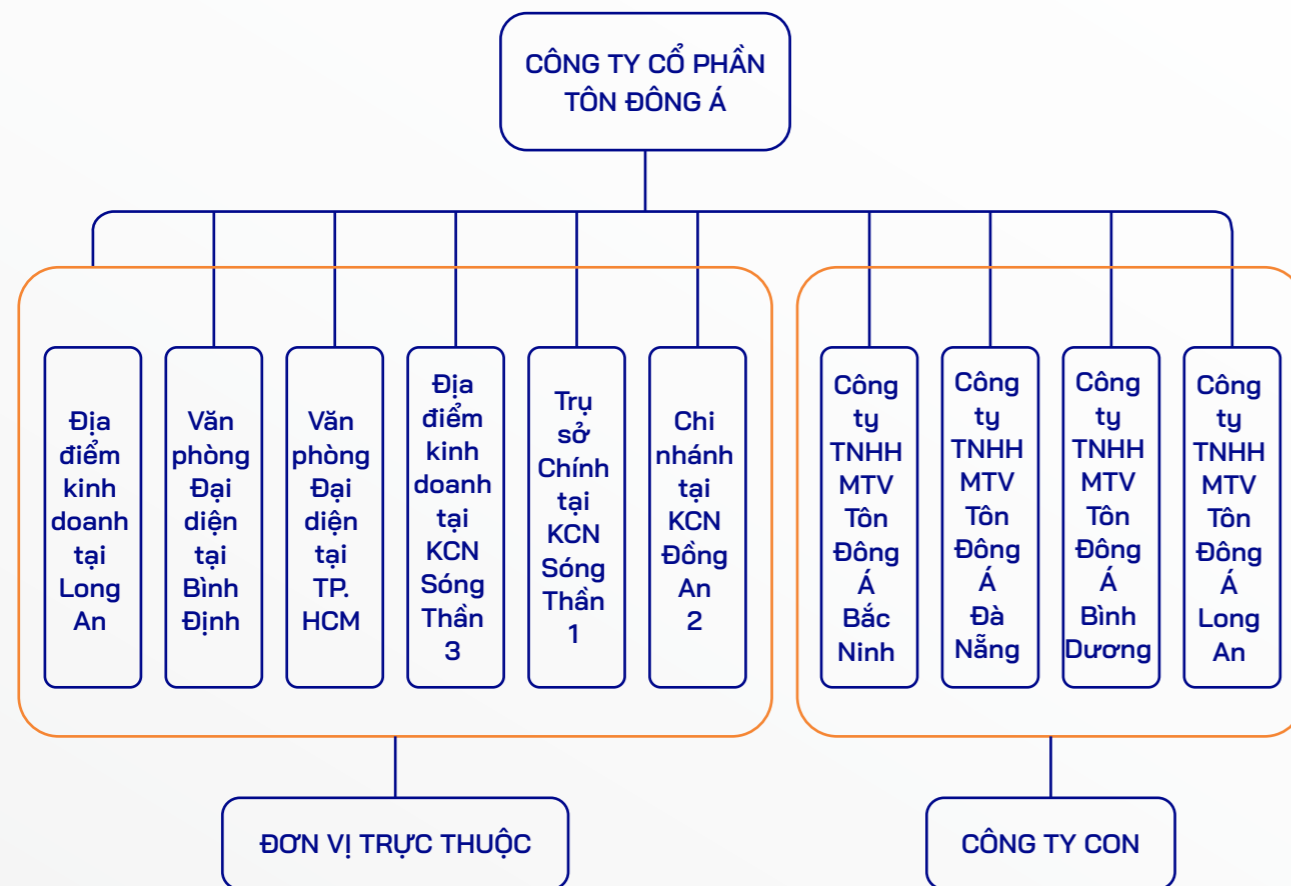 CÔNG TY CỔ PHẦN
TÔN ĐÔNG Á
Địa
điểm
kinh
doanh
tại
Long
An
Văn
phòng
Đại
diện
tại
Bình
Định
Văn
phòng
Đại
diện
tại
TP.
HCM
Địa
điểm
kinh
doanh
tại
KCN
Sóng
Thần
3
Trụ
sở
Chính
tại
KCN
Sóng
Thần
1
Chi
nhánh
tại
KCN
Đồng
An
2
Công
ty
TNHH
MTV
Tôn
Đông
Á
Bắc
Ninh
Công
ty
TNHH
MTV
Tôn
Đông
Á
Đà
Nẵng
Công
ty
TNHH
MTV
Tôn
Đông
Á
Bình
Dương
Công
ty
TNHH
MTV
Tôn
Đông
Á
Long
An
ĐƠN VỊ TRỰC THUỘC
CÔNG TY CON